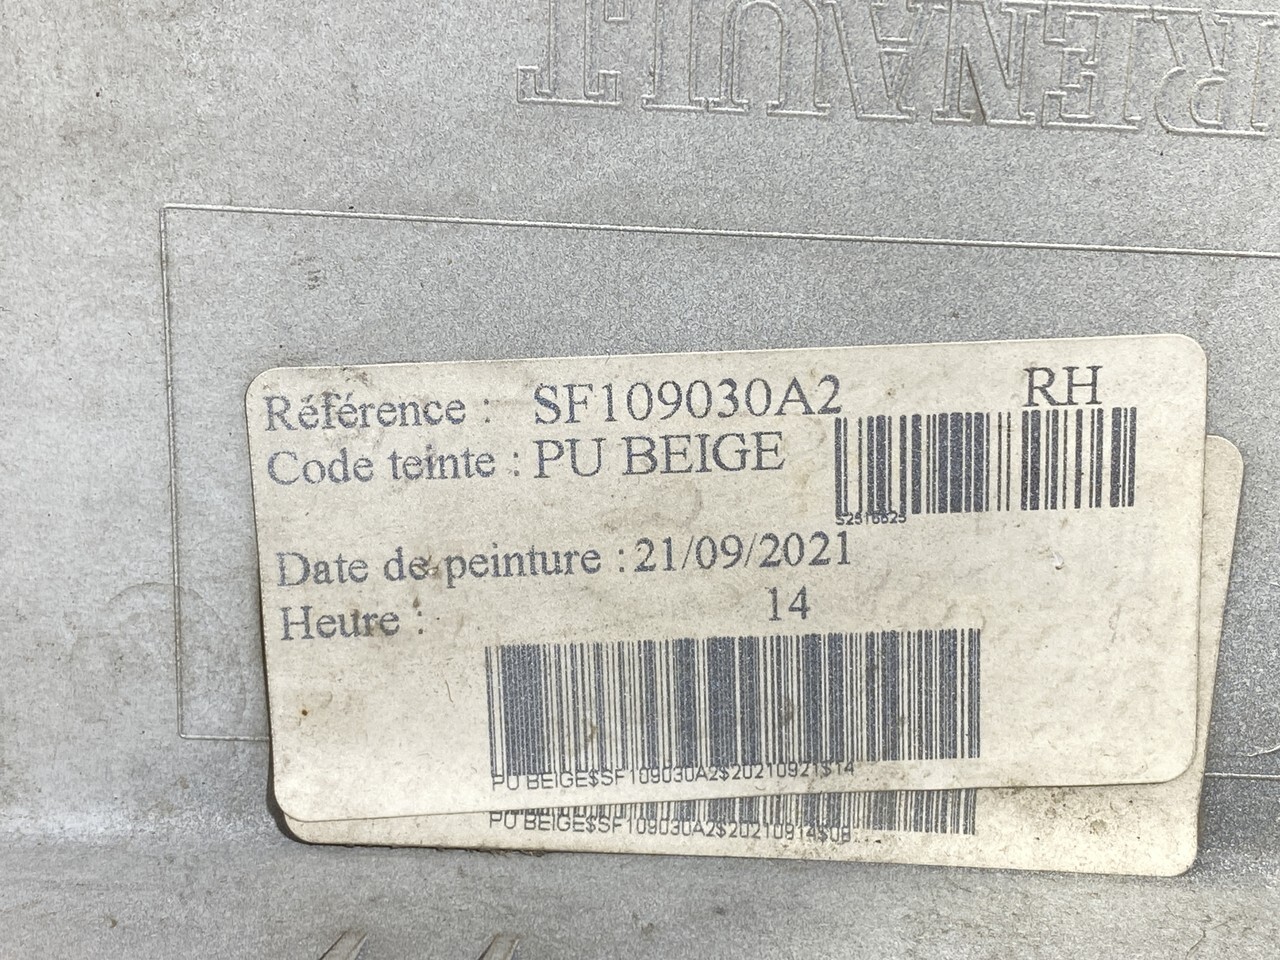 RENAULT
Référence : SF109030A2 RH
Code teinte : PU BEIGE
S2516625
Date de peinture : 21/09/2021
Heure : 14
PU BEIGE$SF109030A2$20210921$14
PU BEIGE$SF109030A2$20210914$08